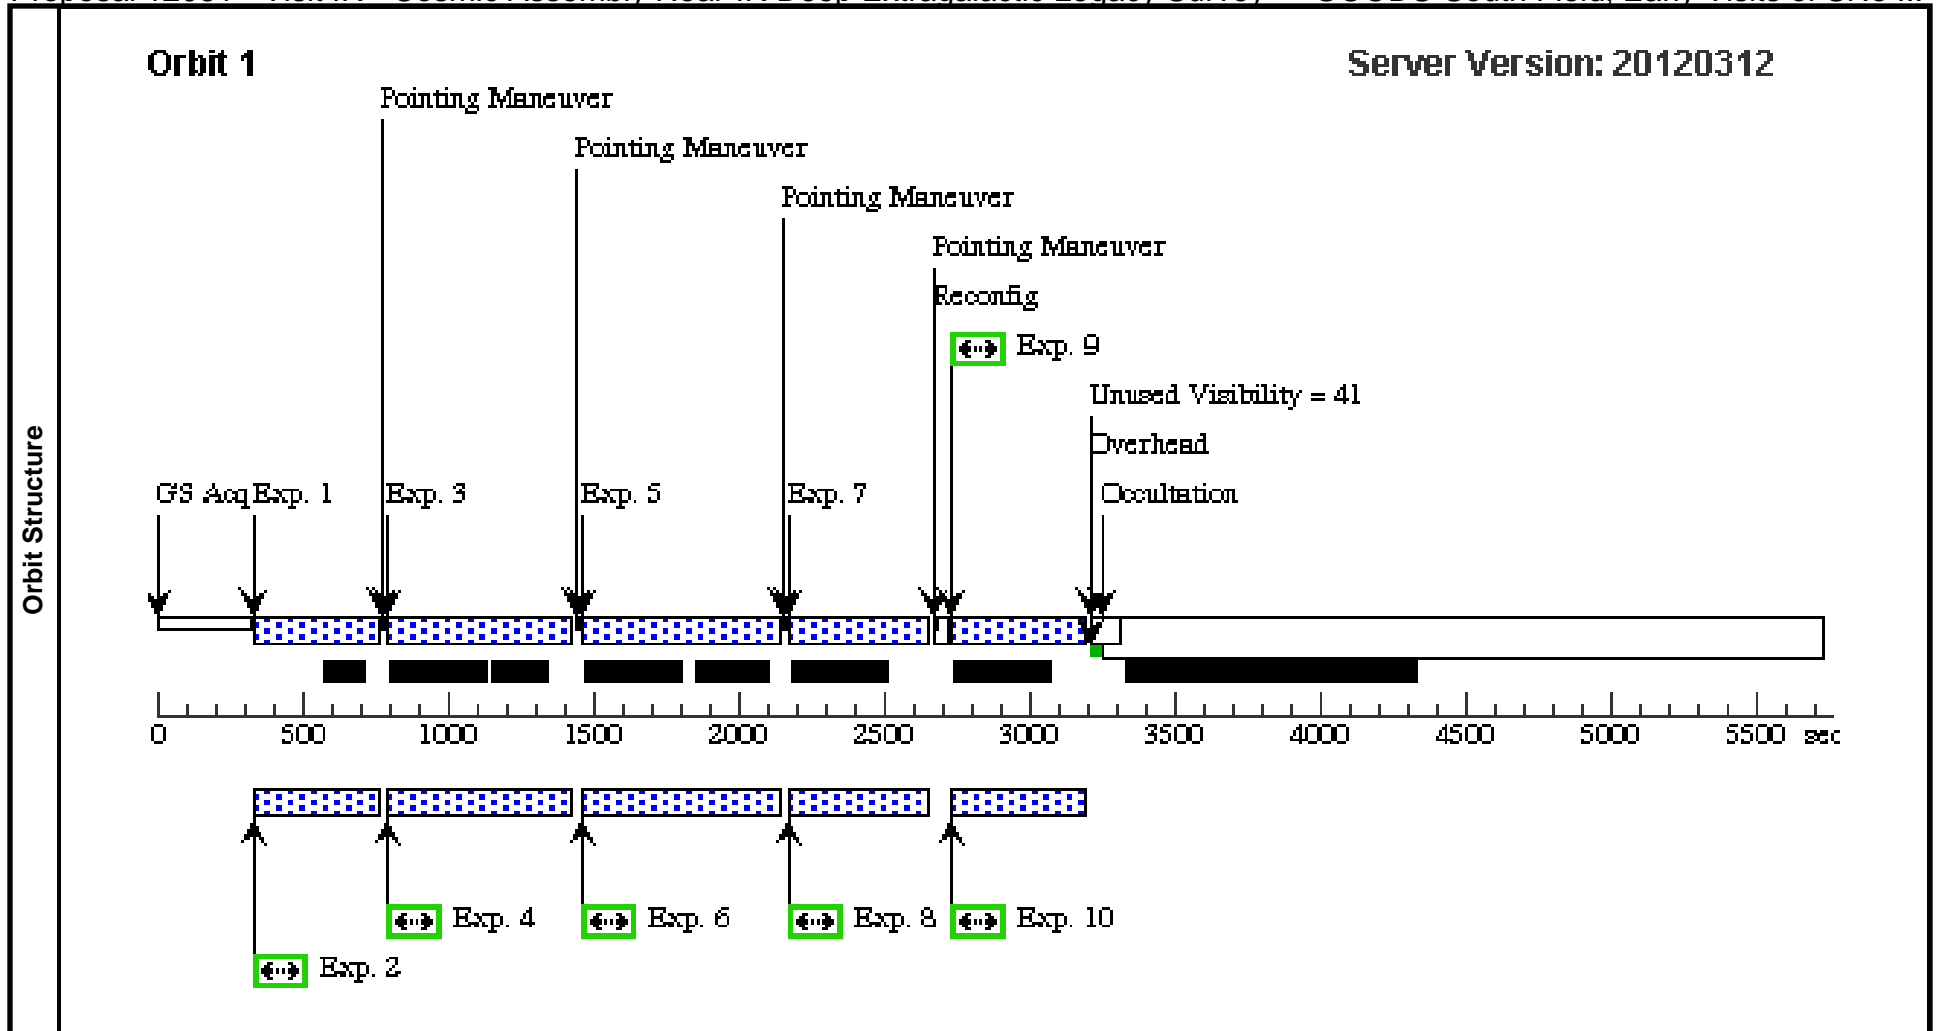 Orbit 1
Server Version: 20120312
Pointing Maneuver
Pointing Maneuver
Pointing Maneuver
Pointing Maneuver
Reconfig
Exp. 9
Unused Visibility = 41
Overhead
GS Acq Exp. 1 Exp. 3 Exp. 5 Exp. 7 Occultation
Orbit Structure
0 500 1000 1500 2000 2500 3000 3500 4000 4500 5000 5500 sec
Exp. 4 Exp. 6 Exp. 8 Exp. 10
Exp. 2